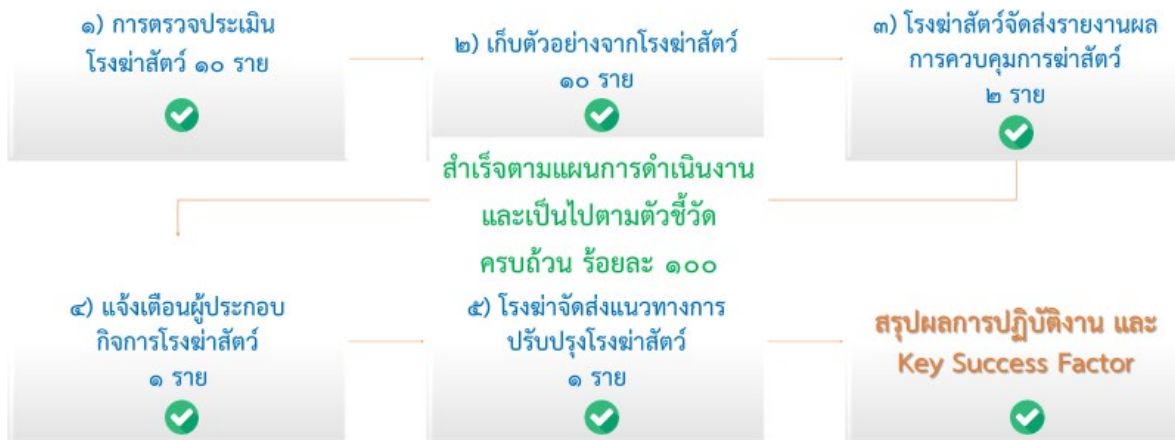 ๑) การตรวจประเมิน
โรงฆ่าสัตว์ ๑๐ ราย
๒) เก็บตัวอย่างจากโรงฆ่าสัตว์
๑๐ ราย
๓) โรงฆ่าสัตว์จัดส่งรายงานผล
การควบคุมการฆ่าสัตว์
๒ ราย
สำเร็จตามแผนการดำเนินงาน
และเป็นไปตามตัวชี้วัด
ครบถ้วน ร้อยละ ๑๐๐
๔) แจ้งเตือนผู้ประกอบ
กิจการโรงฆ่าสัตว์
๑ ราย
๕) โรงฆ่าจัดส่งแนวทางการ
ปรับปรุงโรงฆ่าสัตว์
๑ ราย
สรุปผลการปฏิบัติงาน และ
Key Success Factor